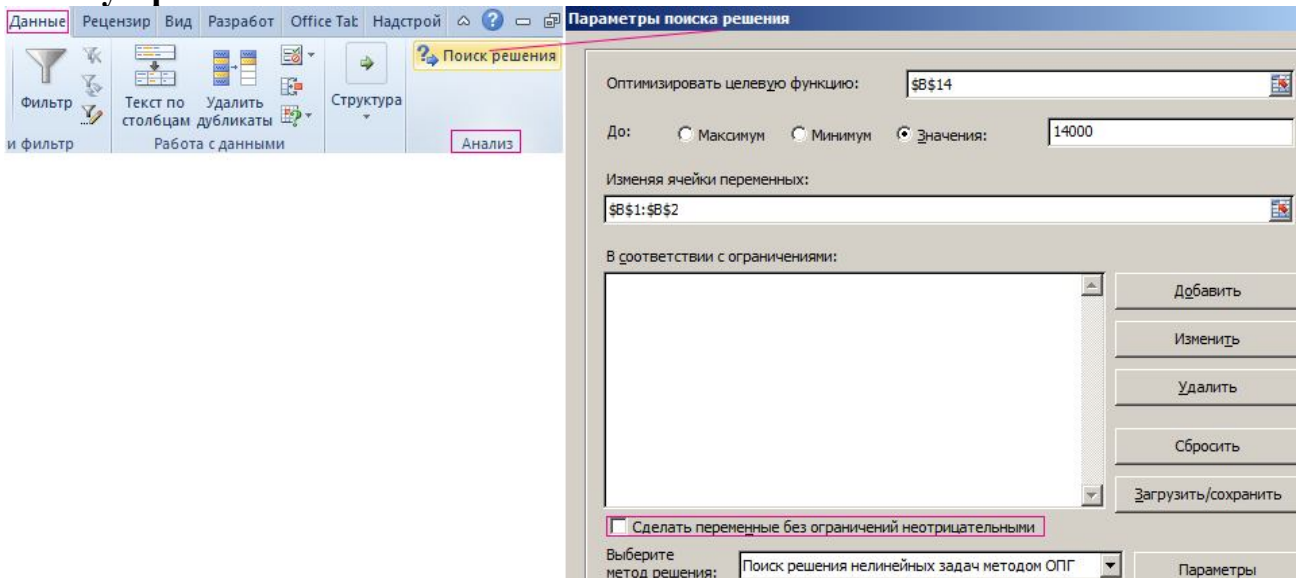 Данные Рецензир Вид Разработ Office Tab Надстрой
Фильтр
Текст по столбцам
Удалить дубликаты
Структура
Поиск решения
и фильтр
Работа с данными
Анализ
Параметры поиска решения
Оптимизировать целевую функцию: $B$14
До: Максимум Минимум Значения: 14000
Изменяя ячейки переменных:
$B$1:$B$2
В соответствии с ограничениями:
Добавить
Изменить
Удалить
Сбросить
Загрузить/сохранить
Сделать переменные без ограничений неотрицательными
Выберите
метод решения: Поиск решения нелинейных задач методом ОПГ Параметры